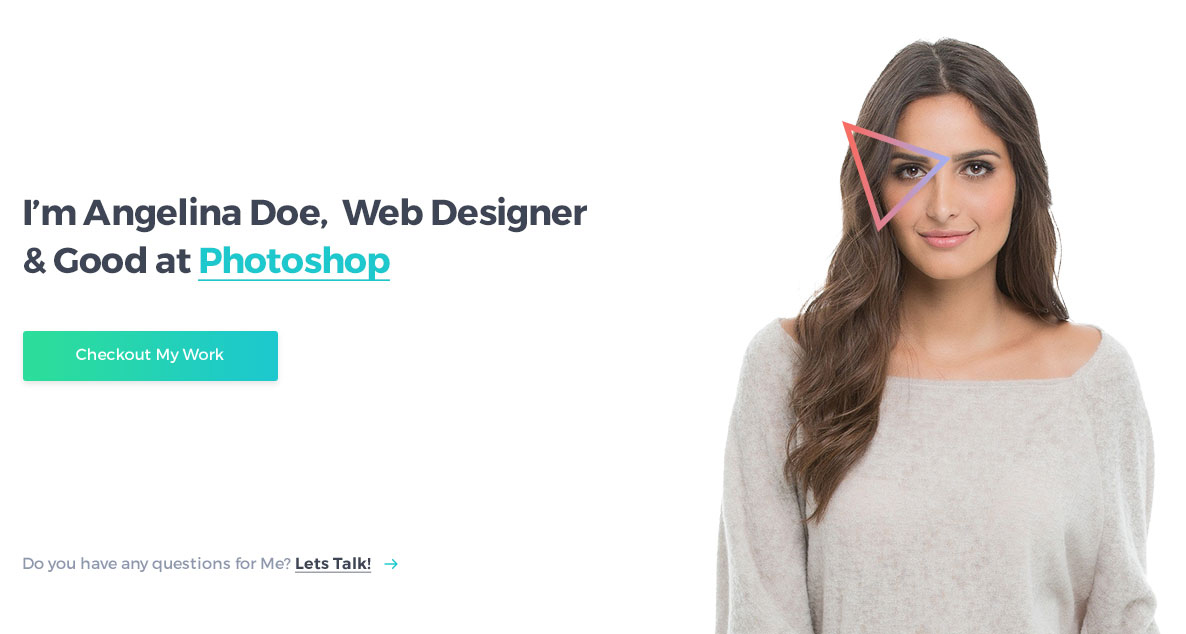 I’m Angelina Doe,  Web Designer
& Good at Photoshop
Checkout My Work
Do you have any questions for Me? Lets Talk!